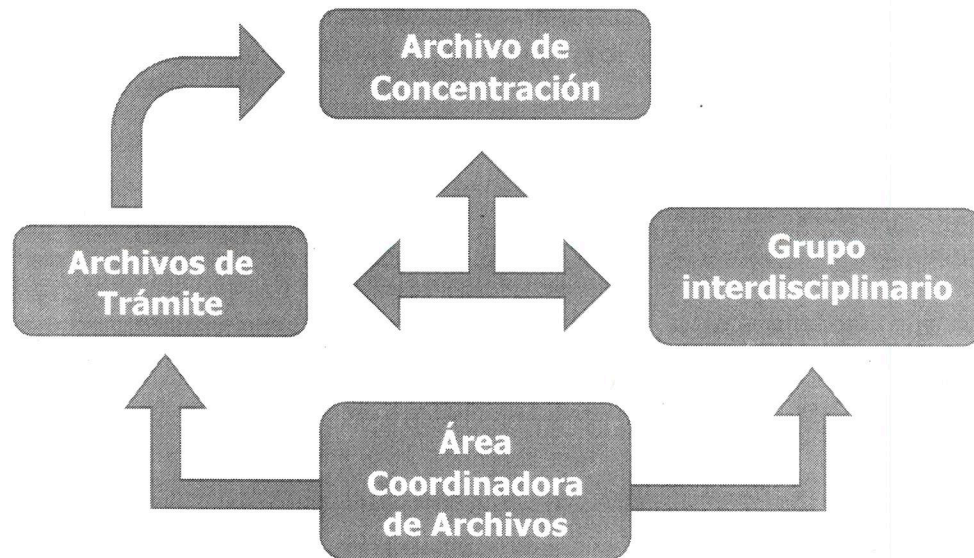 Archivo de
Concentración
Archivos de
Trámite
Grupo
interdisciplinario
Área
Coordinadora
de Archivos